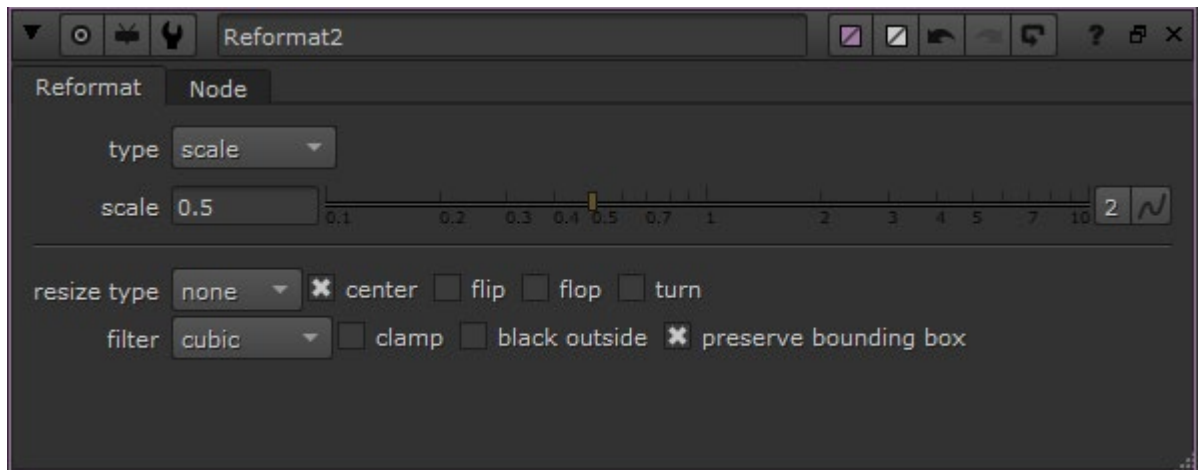 Reformat2 ?
Reformat Node
type scale
scale 0.5 0.1 0.2 0.3 0.4 0.5 0.7 1 2 3 4 5 7 10 2
resize type none center flip flop turn
filter cubic clamp black outside preserve bounding box